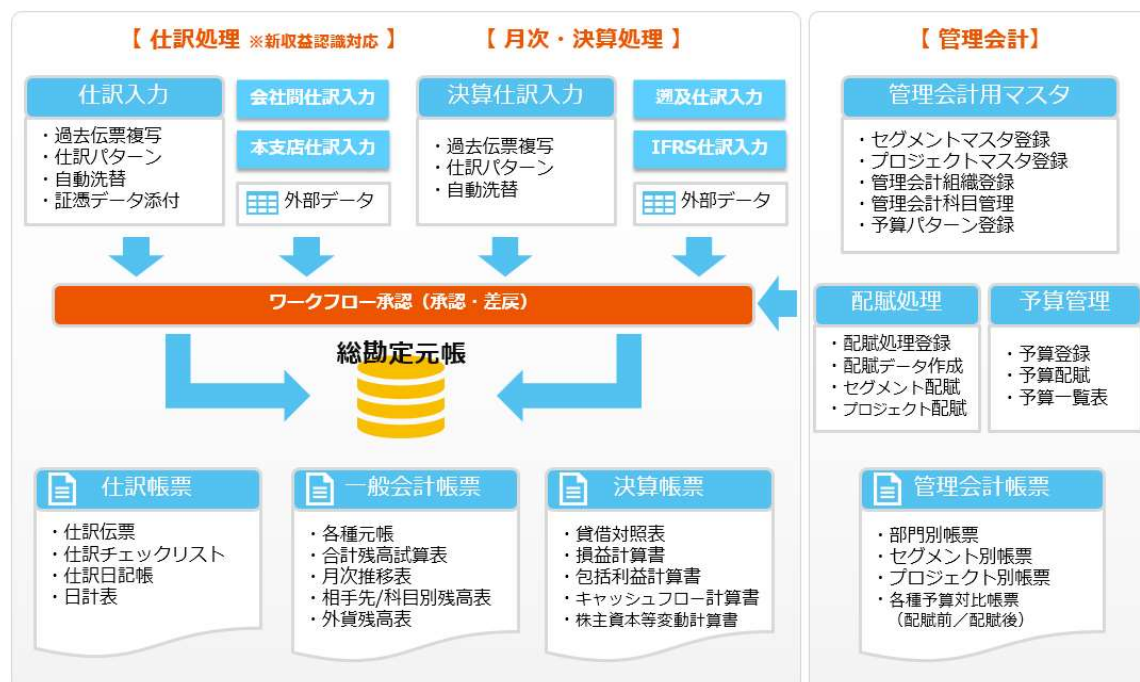 【 仕訳処理 ※新収益認識対応 】
【 月次・決算処理 】
【 管理会計】
仕訳入力
・過去伝票複写
・仕訳パターン
・自動洗替
・証憑データ添付
会社間仕訳入力
本支店仕訳入力
外部データ
決算仕訳入力
・過去伝票複写
・仕訳パターン
・自動洗替
遡及仕訳入力
IFRS仕訳入力
外部データ
管理会計用マスタ
・セグメントマスタ登録
・プロジェクトマスタ登録
・管理会計組織登録
・管理会計科目管理
・予算パターン登録
ワークフロー承認（承認・差戻）
総勘定元帳
配賦処理
・配賦処理登録
・配賦データ作成
・セグメント配賦
・プロジェクト配賦
予算管理
・予算登録
・予算配賦
・予算一覧表
仕訳帳票
・仕訳伝票
・仕訳チェックリスト
・仕訳日記帳
・日計表
一般会計帳票
・各種元帳
・合計残高試算表
・月次推移表
・相手先/科目別残高表
・外貨残高表
決算帳票
・貸借対照表
・損益計算書
・包括利益計算書
・キャッシュフロー計算書
・株主資本等変動計算書
管理会計帳票
・部門別帳票
・セグメント別帳票
・プロジェクト別帳票
・各種予算対比帳票
（配賦前／配賦後）